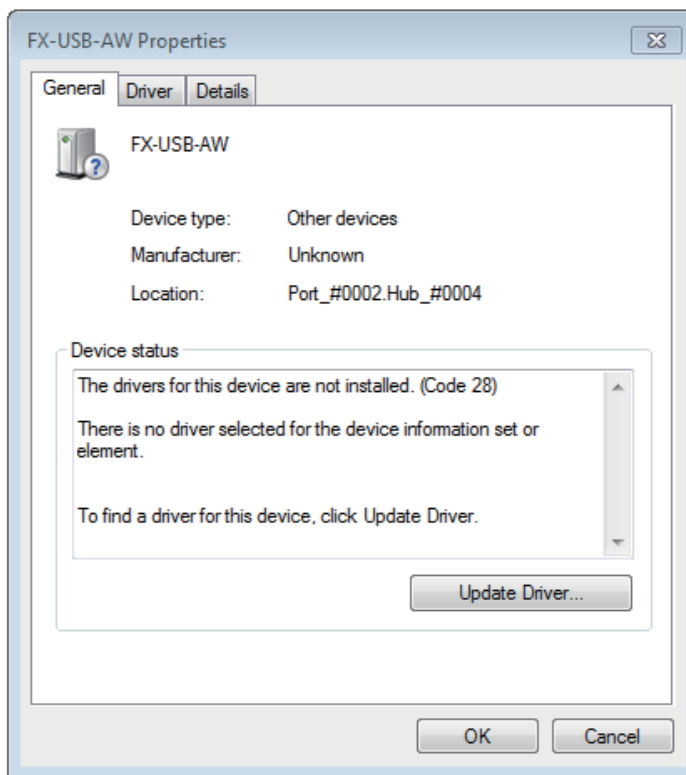 FX-USB-AW Properties
General Driver Details
FX-USB-AW
Device type: Other devices
Manufacturer: Unknown
Location: Port_#0002.Hub_#0004
Device status
The drivers for this device are not installed. (Code 28)
There is no driver selected for the device information set or
element.
To find a driver for this device, click Update Driver.
Update Driver...
OK Cancel